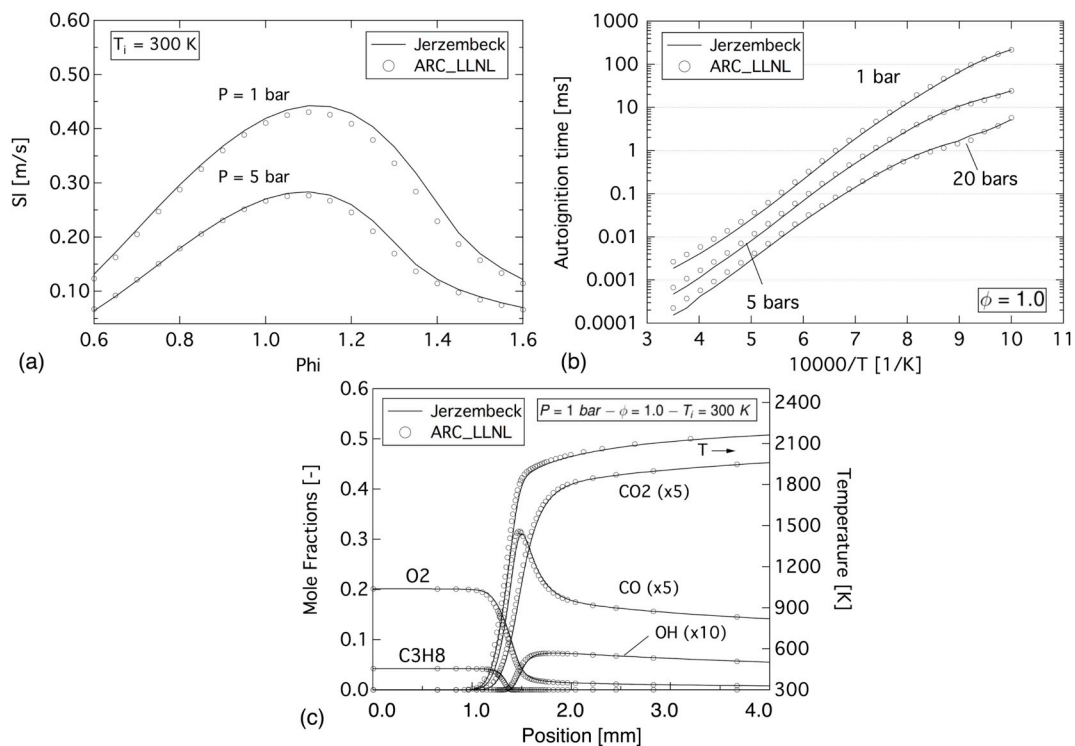 0.60
0.50
0.40
0.30
0.20
0.10
Sl [m/s]
T_i = 300 K
Jerzembeck
ARC_LLNL
P = 1 bar
P = 5 bar
0.6 0.8 1.0 1.2 1.4 1.6
(a) Phi
1000
100
10
1
0.1
0.01
0.001
0.0001
Autoignition time [ms]
Jerzembeck
ARC_LLNL
1 bar
20 bars
5 bars
ϕ = 1.0
3 4 5 6 7 8 9 10 11
(b) 10000/T [1/K]
0.6
0.5
0.4
0.3
0.2
0.1
0.0
Mole Fractions [-]
Jerzembeck
ARC_LLNL
P = 1 bar – ϕ = 1.0 – T_i = 300 K
T
CO2 (x5)
O2
CO (x5)
OH (x10)
C3H8
2400
2100
1800
1500
1200
900
600
300
Temperature [K]
0.0 1.0 2.0 3.0 4.0
(c) Position [mm]